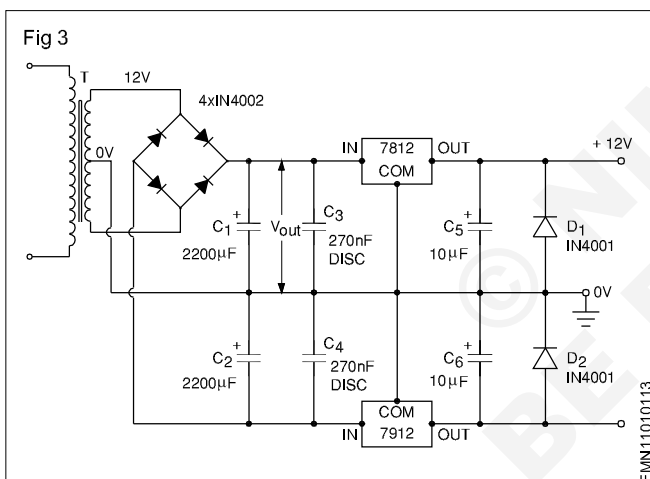 Fig 3
T
12V
4xIN4002
0V
IN
7812
COM
OUT
+ 12V
C1
+
2200µF
Vout
C3
270nF
DISC
C5
+
10µF
D1
IN4001
0V
C2
+
2200µF
C4
270nF
DISC
C6
+
10µF
D2
IN4001
IN
COM
7912
OUT
EMN11010113
©